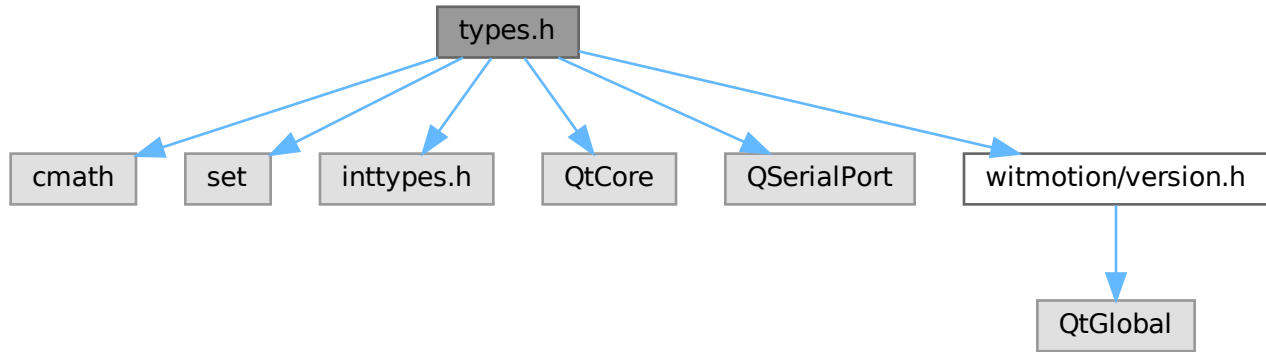 types.h
cmath
set
inttypes.h
QtCore
QSerialPort
witmotion/version.h
QtGlobal